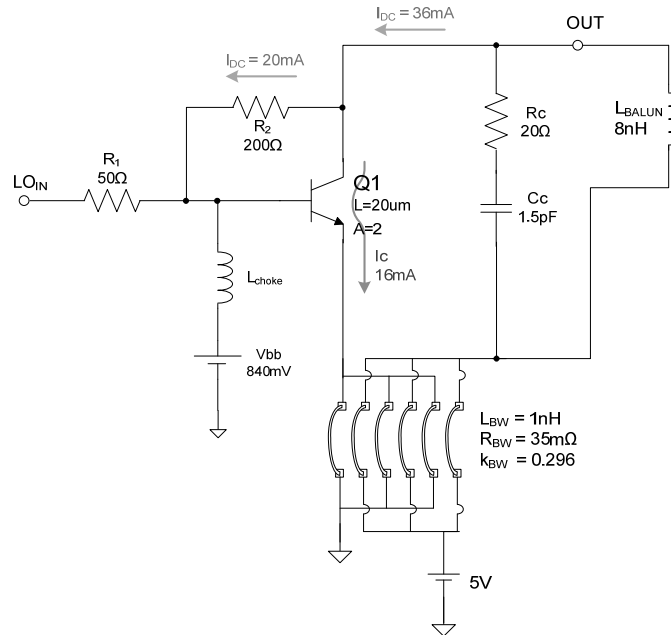 I_DC = 36mA
OUT
I_DC = 20mA
R₂
200Ω
Rc
20Ω
L_BALUN
8nH
R₁
50Ω
LO_IN
Q1
L=20um
A=2
Cc
1.5pF
L_choke
Ic
16mA
Vbb
840mV
L_BW = 1nH
R_BW = 35mΩ
k_BW = 0.296
5V